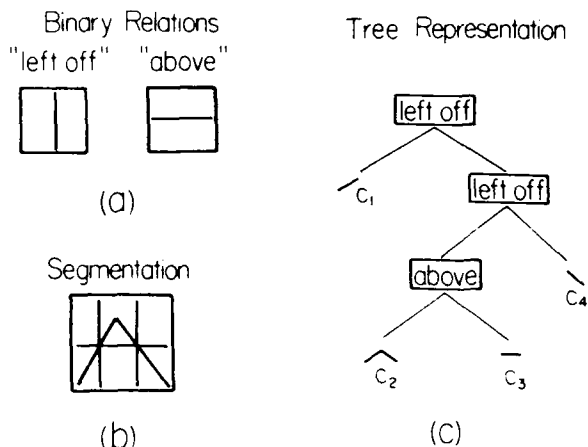 Binary Relations
"left off" "above"
(a)
Segmentation
(b)
Tree Representation
left off
C₁
left off
above
C₄
C₂ C₃
(c)